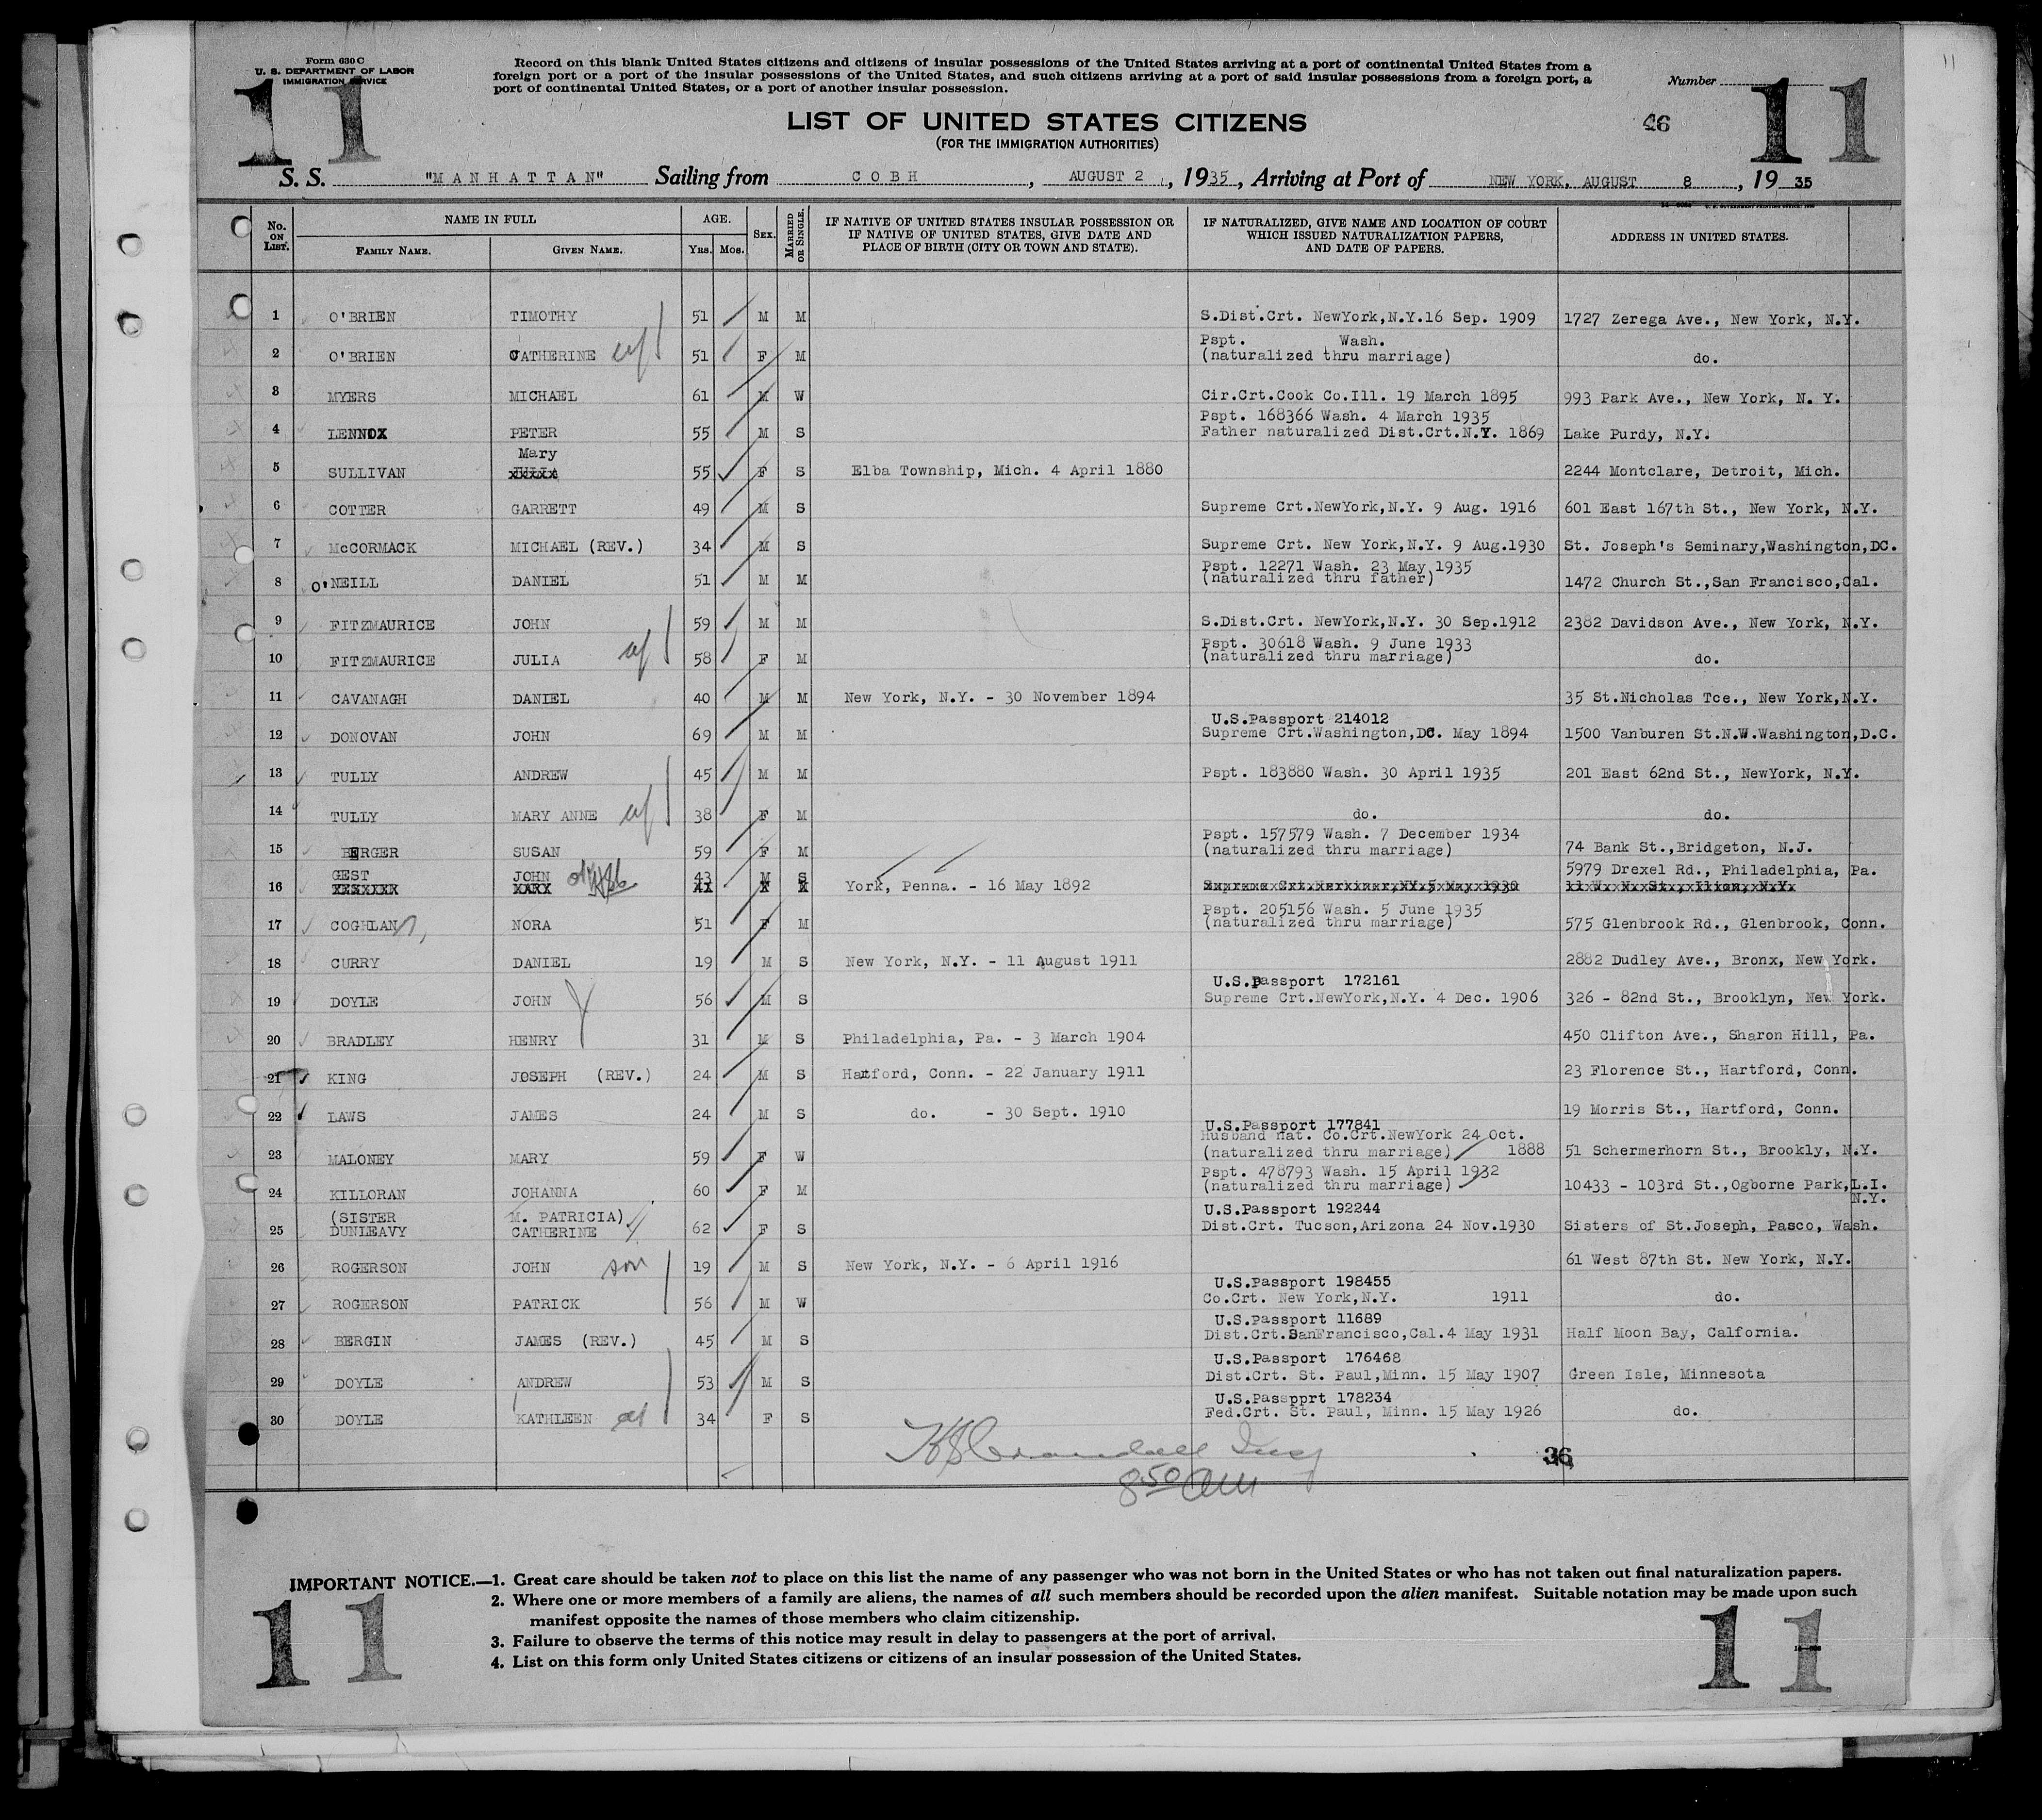 Form 630 C
U. S. DEPARTMENT OF LABOR
IMMIGRATION SERVICE
11
Record on this blank United States citizens and citizens of insular possessions of the United States arriving at a port of continental United States from a
foreign port or a port of the insular possessions of the United States, and such citizens arriving at a port of said insular possessions from a foreign port, a
port of continental United States, or a port of another insular possession.
Number
11
11
LIST OF UNITED STATES CITIZENS
(FOR THE IMMIGRATION AUTHORITIES)
46
S. S. "MANHATTAN" Sailing from COBH, AUGUST 2, 1935, Arriving at Port of NEW YORK, AUGUST 8, 1935
No. ON LIST. NAME IN FULL FAMILY NAME. GIVEN NAME. AGE. Yrs. Mos. SEX. MARRIED OR SINGLE. IF NATIVE OF UNITED STATES INSULAR POSSESSION OR IF NATIVE OF UNITED STATES, GIVE DATE AND PLACE OF BIRTH (CITY OR TOWN AND STATE). IF NATURALIZED, GIVE NAME AND LOCATION OF COURT WHICH ISSUED NATURALIZATION PAPERS, AND DATE OF PAPERS. ADDRESS IN UNITED STATES.
1 O'BRIEN TIMOTHY 51 M M S.Dist.Crt. NewYork,N.Y.16 Sep. 1909 1727 Zerega Ave., New York, N.Y.
Pspt. Wash.
2 O'BRIEN CATHERINE 51 F M (naturalized thru marriage) do.
3 MYERS MICHAEL 61 M W Cir.Crt.Cook Co.Ill. 19 March 1895 993 Park Ave., New York, N. Y.
Pspt. 168366 Wash. 4 March 1935
4 LENNOX PETER 55 M S Father naturalized Dist.Crt.N.Y. 1869 Lake Purdy, N.Y.
Mary
5 SULLIVAN 55 F S Elba Township, Mich. 4 April 1880 2244 Montclare, Detroit, Mich.
6 COTTER GARRETT 49 M S Supreme Crt.NewYork,N.Y. 9 Aug. 1916 601 East 167th St., New York, N.Y.
7 McCORMACK MICHAEL (REV.) 34 M S Supreme Crt. New York,N.Y. 9 Aug.1930 St. Joseph's Seminary,Washington,DC.
Pspt. 12271 Wash. 23 May 1935
8 O'NEILL DANIEL 51 M M (naturalized thru father) 1472 Church St.,San Francisco,Cal.
9 FITZMAURICE JOHN 59 M M S.Dist.Crt. NewYork,N.Y. 30 Sep.1912 2382 Davidson Ave., New York, N.Y.
Pspt. 30618 Wash. 9 June 1933
10 FITZMAURICE JULIA 58 F M (naturalized thru marriage) do.
11 CAVANAGH DANIEL 40 M M New York, N.Y. - 30 November 1894 35 St.Nicholas Tce., New York,N.Y.
U.S.Passport 214012
12 DONOVAN JOHN 69 M M Supreme Crt.Washington,DC. May 1894 1500 Vanburen St.N.W.Washington,D.C.
13 TULLY ANDREW 45 M M Pspt. 183880 Wash. 30 April 1935 201 East 62nd St., NewYork, N.Y.
14 TULLY MARY ANNE 38 F M do. do.
Pspt. 157579 Wash. 7 December 1934
15 BERGER SUSAN 59 F M (naturalized thru marriage) 74 Bank St.,Bridgeton, N.J.
GEST JOHN 43 M S 5979 Drexel Rd., Philadelphia, Pa.
16 York, Penna. - 16 May 1892
Pspt. 205156 Wash. 5 June 1935
17 COGHLAN NORA 51 F M (naturalized thru marriage) 575 Glenbrook Rd., Glenbrook, Conn.
18 CURRY DANIEL 19 M S New York, N.Y. - 11 August 1911 2882 Dudley Ave., Bronx, New York.
U.S.Passport 172161
19 DOYLE JOHN 56 M S Supreme Crt.NewYork,N.Y. 4 Dec. 1906 326 - 82nd St., Brooklyn, New York.
20 BRADLEY HENRY 31 M S Philadelphia, Pa. - 3 March 1904 450 Clifton Ave., Sharon Hill, Pa.
21 KING JOSEPH (REV.) 24 M S Hartford, Conn. - 22 January 1911 23 Florence St., Hartford, Conn.
22 LAWS JAMES 24 M S do. - 30 Sept. 1910 19 Morris St., Hartford, Conn.
U.S.Passport 177841
Husband nat. Co.Crt.NewYork 24 Oct.
23 MALONEY MARY 59 F W (naturalized thru marriage) 1888 51 Schermerhorn St., Brookly, N.Y.
Pspt. 478793 Wash. 15 April 1932
24 KILLORAN JOHANNA 60 F M (naturalized thru marriage) 10433 - 103rd St.,Ogborne Park,L.I.
N.Y.
(SISTER M. PATRICIA) U.S.Passport 192244
25 DUNLEAVY CATHERINE 62 F S Dist.Crt. Tucson,Arizona 24 Nov.1930 Sisters of St.Joseph, Pasco, Wash.
26 ROGERSON JOHN son 19 M S New York, N.Y. - 6 April 1916 61 West 87th St. New York, N.Y.
U.S.Passport 198455
27 ROGERSON PATRICK 56 M W Co.Crt. New York,N.Y. 1911 do.
U.S.Passport 11689
28 BERGIN JAMES (REV.) 45 M S Dist.Crt.SanFrancisco,Cal.4 May 1931 Half Moon Bay, Calfornia.
U.S.Passport 176468
29 DOYLE ANDREW 53 M S Dist.Crt. St. Paul,Minn. 15 May 1907 Green Isle, Minnesota
U.S.Passpprt 178234
30 DOYLE KATHLEEN 34 F S Fed.Crt. St. Paul, Minn. 15 May 1926 do.
36
8 50 AM
IMPORTANT NOTICE.—1. Great care should be taken not to place on this list the name of any passenger who was not born in the United States or who has not taken out final naturalization papers.
2. Where one or more members of a family are aliens, the names of all such members should be recorded upon the alien manifest. Suitable notation may be made upon such
manifest opposite the names of those members who claim citizenship.
3. Failure to observe the terms of this notice may result in delay to passengers at the port of arrival.
4. List on this form only United States citizens or citizens of an insular possession of the United States.
11
11